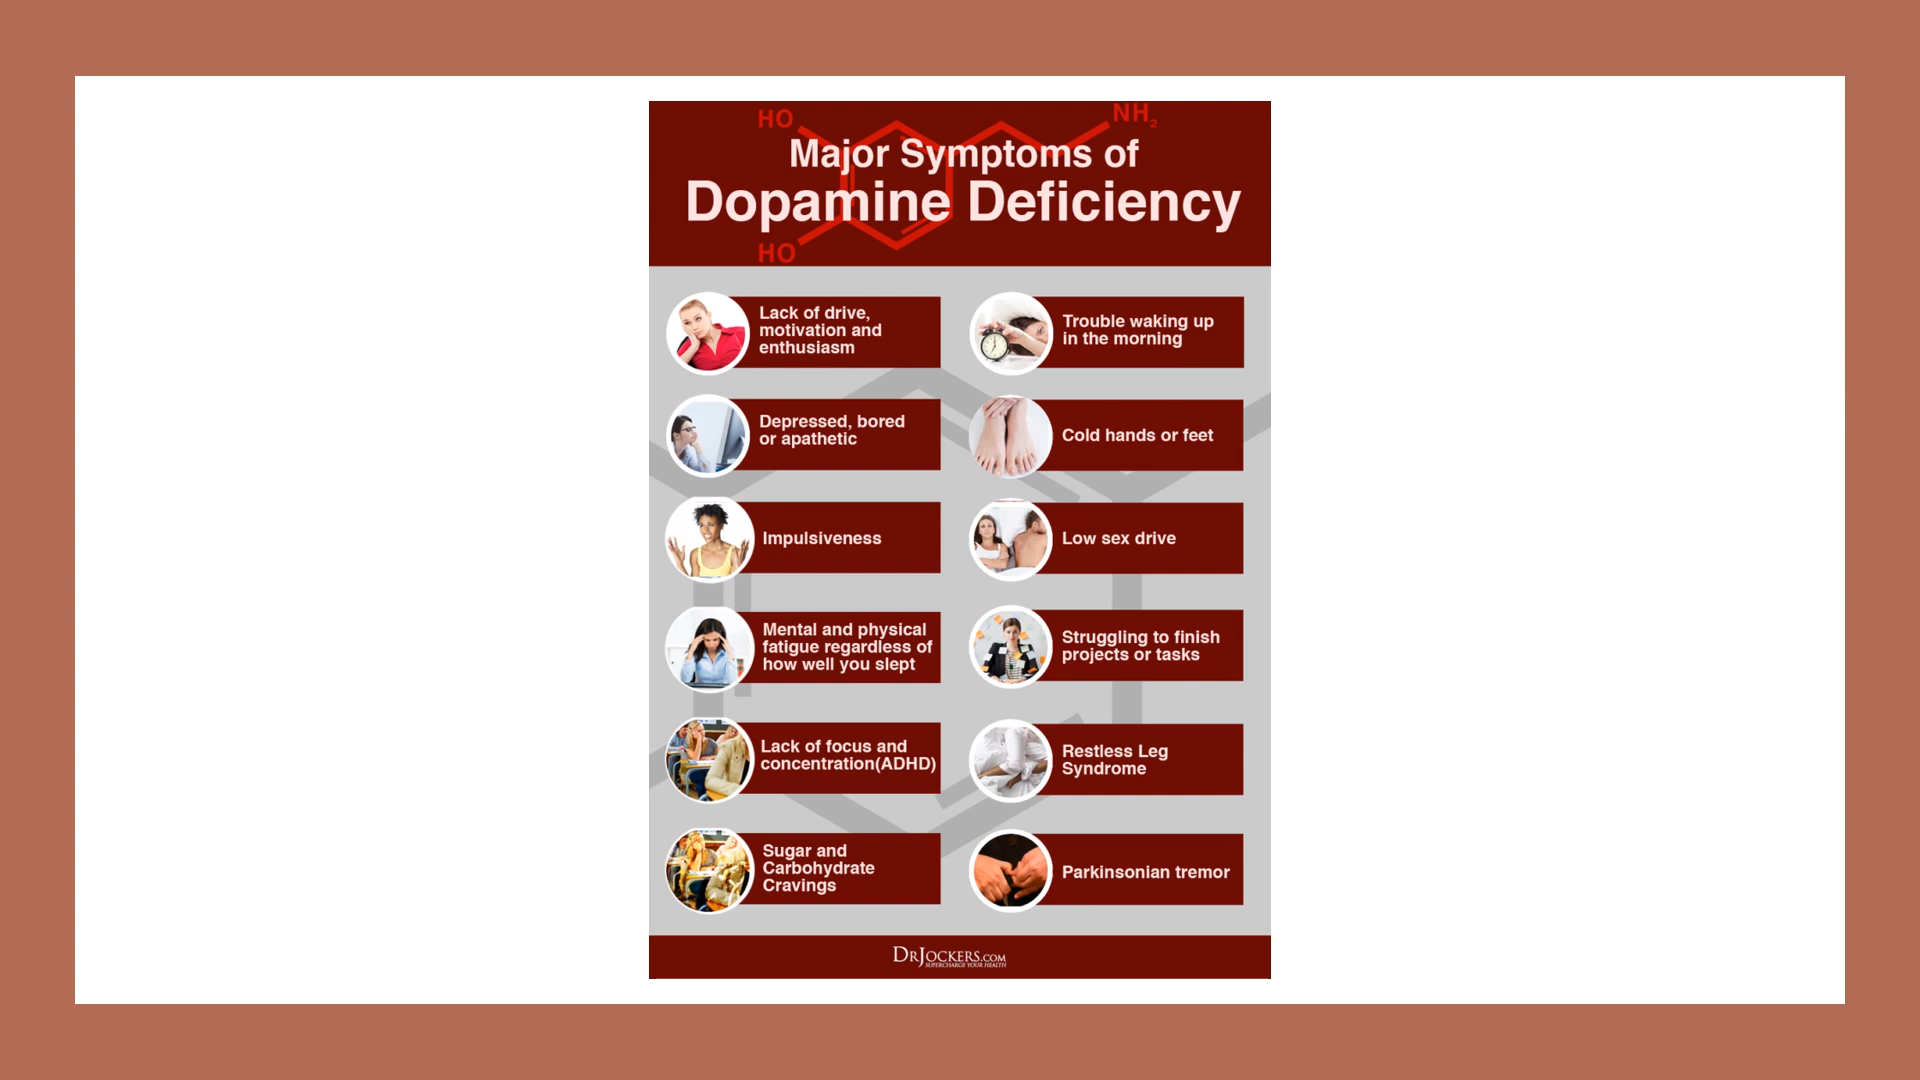 HO
NH2
Major Symptoms of
Dopamine Deficiency
HO
Lack of drive,
motivation and
enthusiasm
Trouble waking up
in the morning
Depressed, bored
or apathetic
Cold hands or feet
Impulsiveness
Low sex drive
Mental and physical
fatigue regardless of
how well you slept
Struggling to finish
projects or tasks
Lack of focus and
concentration(ADHD)
Restless Leg
Syndrome
Sugar and
Carbohydrate
Cravings
Parkinsonian tremor
DRJOCKERS.COM
SUPERCHARGE YOUR HEALTH